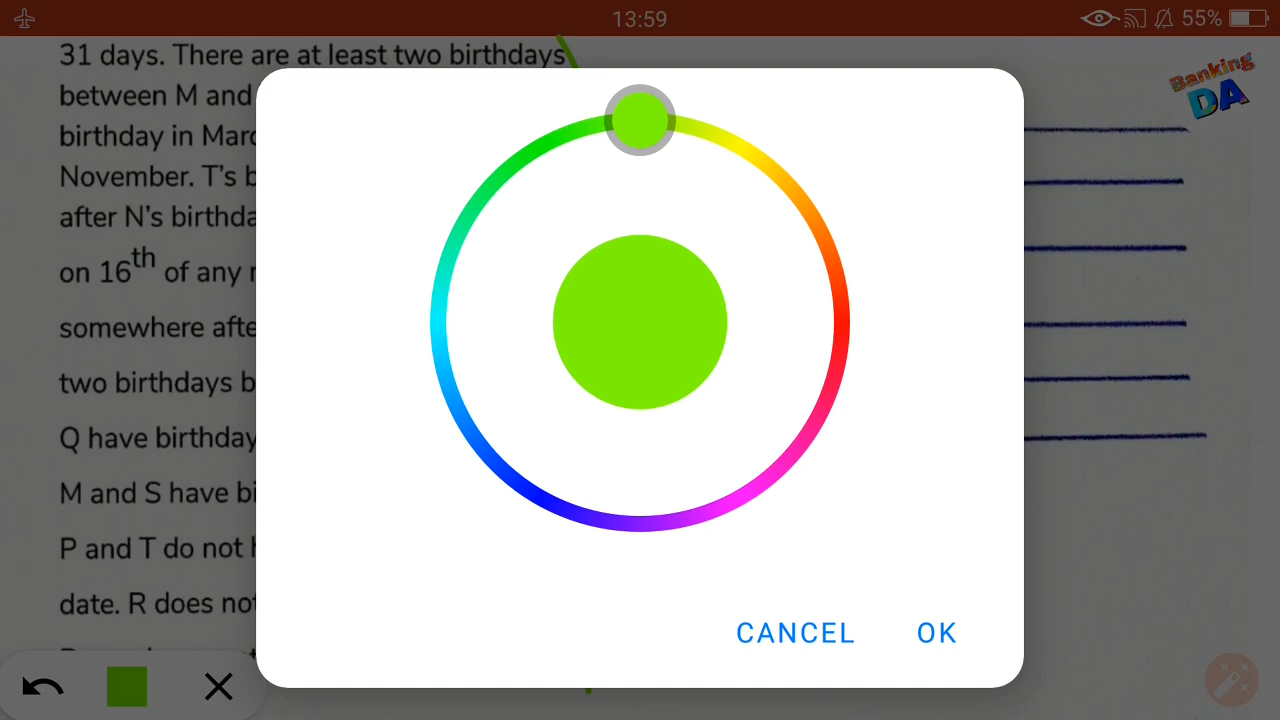 13:59
55%
31 days. There are at least two birthdays
between M and
birthday in Marc
November. T's b
after N's birthda
on 16th of any
somewhere afte
two birthdays b
Q have birthday
M and S have bi
P and T do not
date. R does not
Banking
DA
CANCEL OK